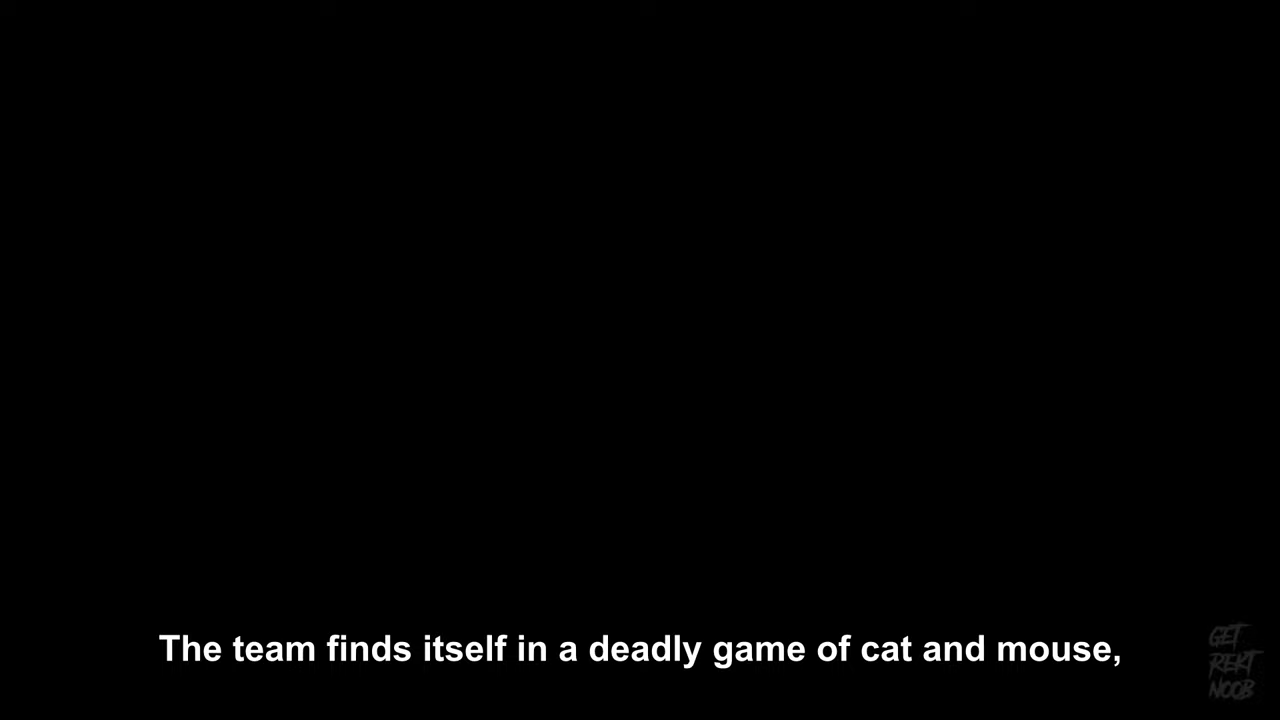 The team finds itself in a deadly game of cat and mouse,
GET
REKT
NOOB